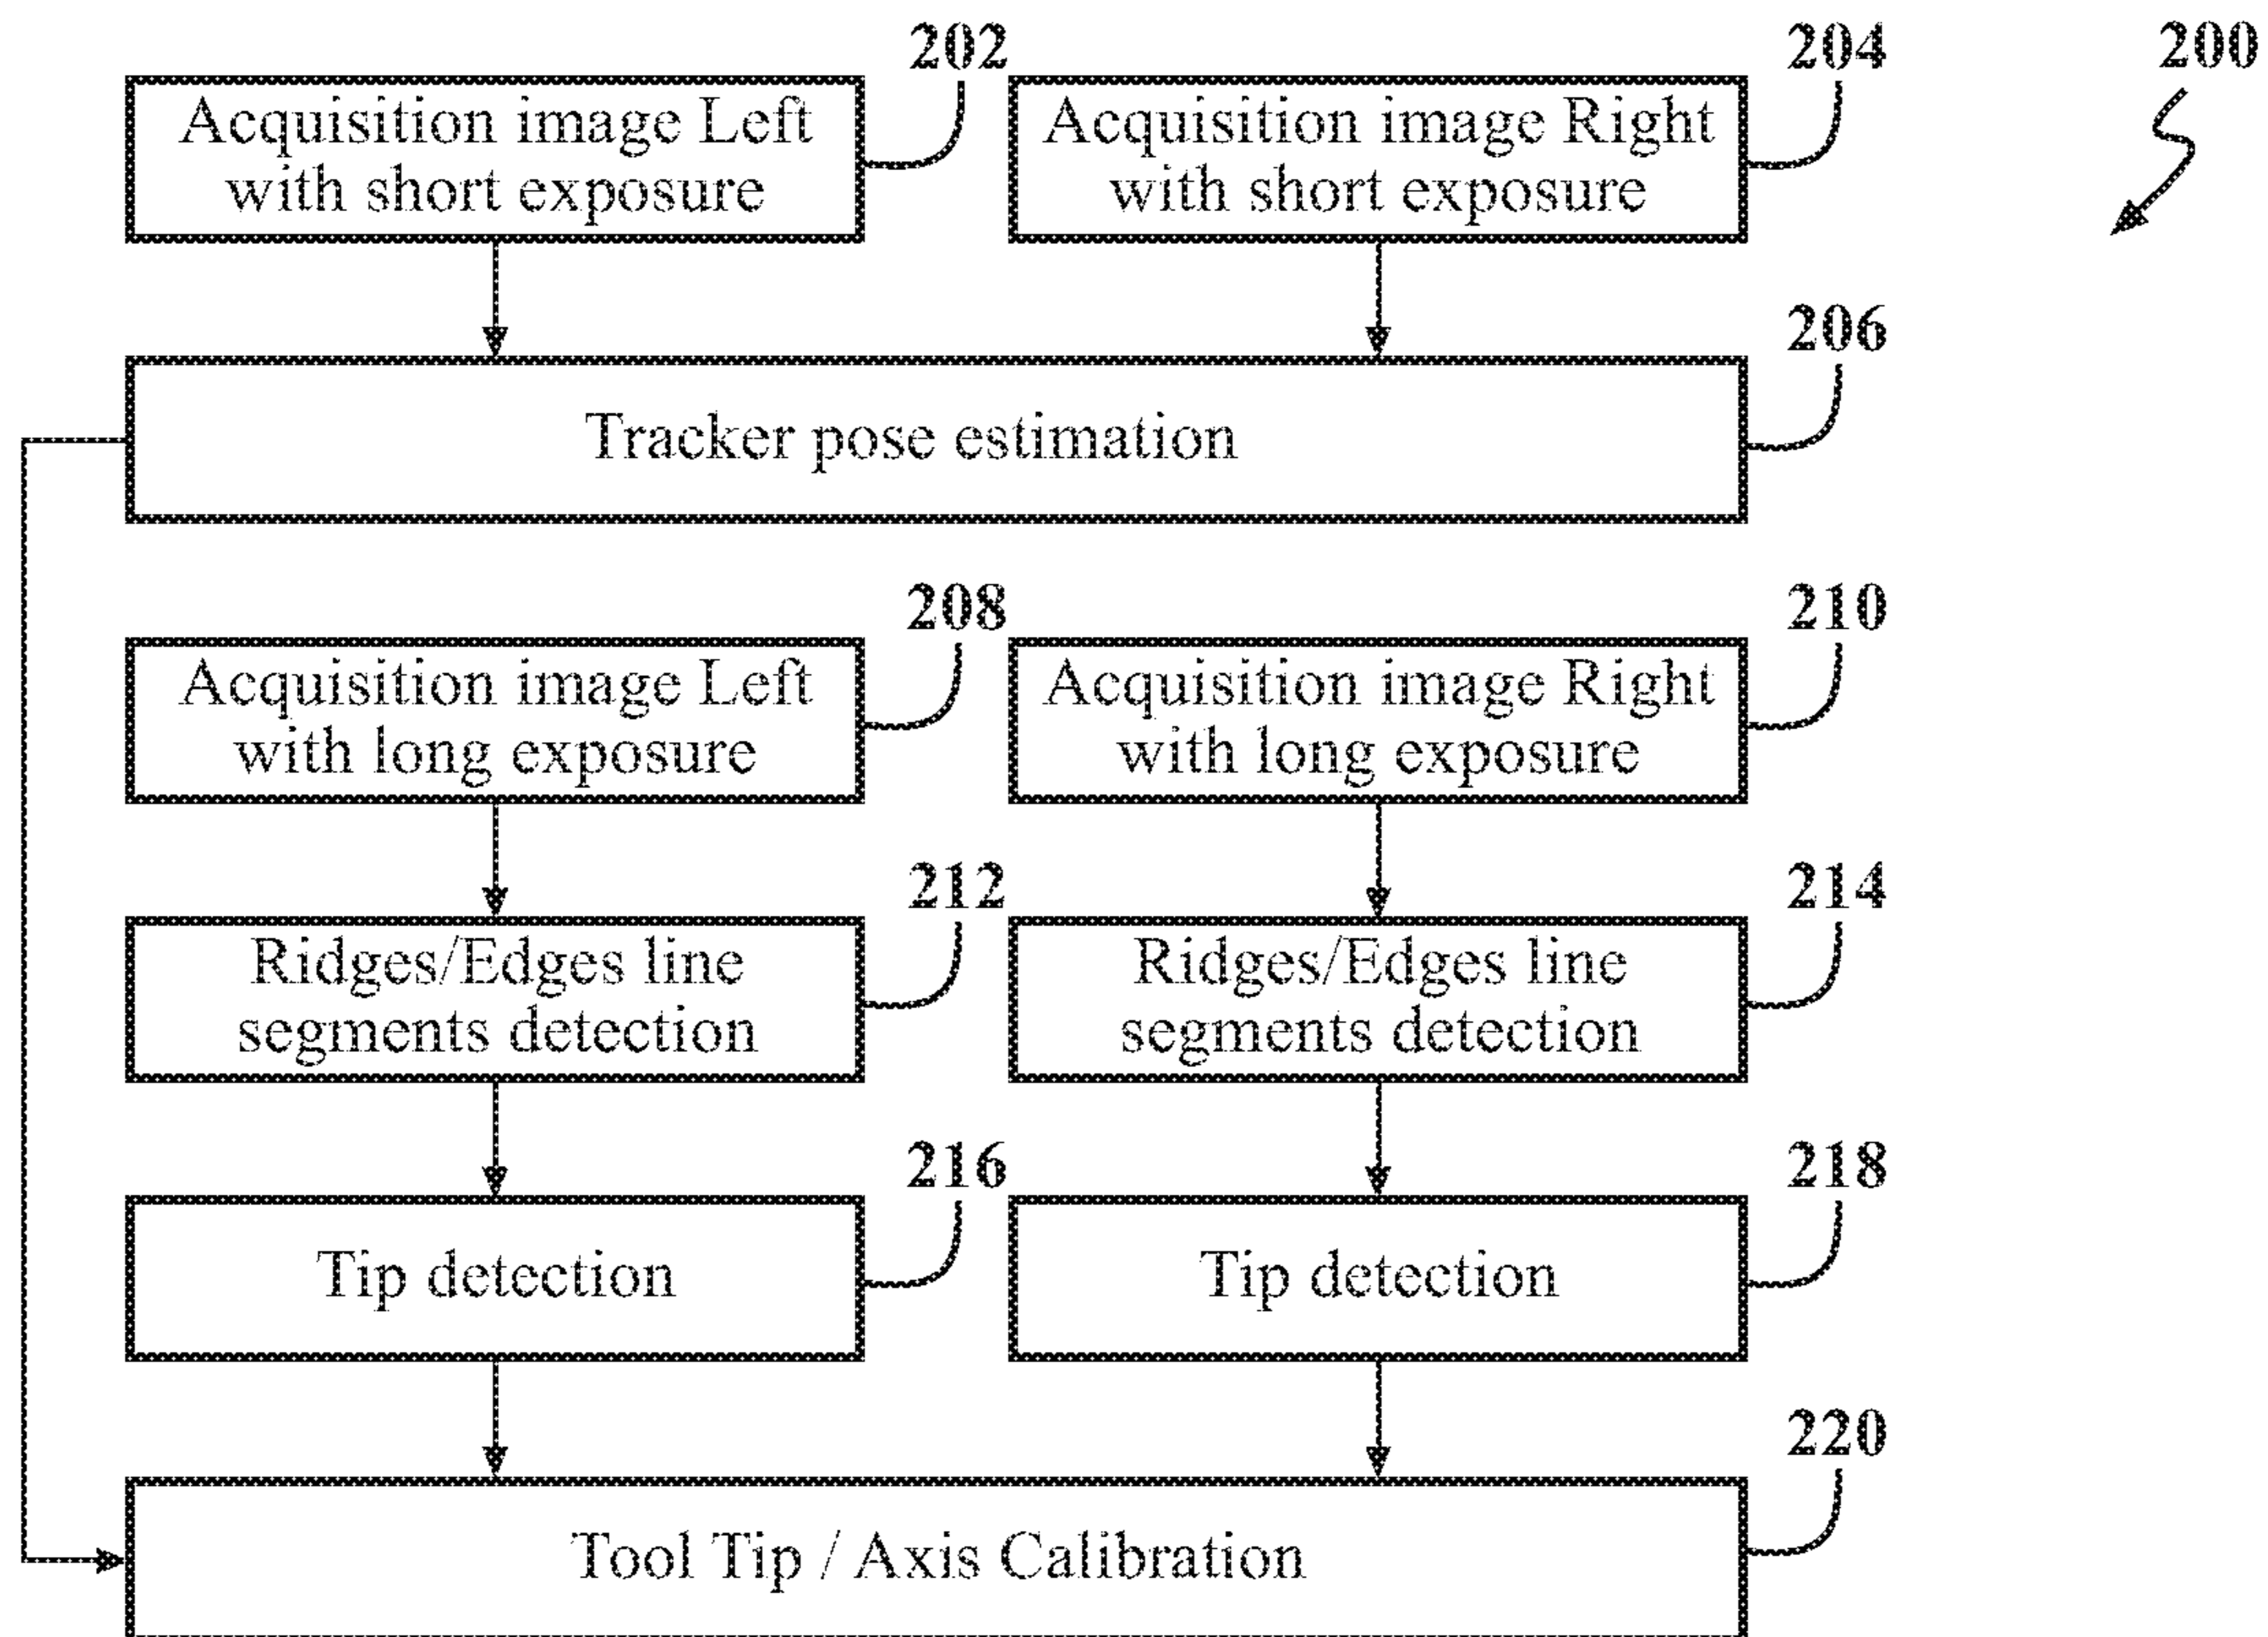 202
204
200
Acquisition image Left
with short exposure
Acquisition image Right
with short exposure
206
Tracker pose estimation
208
210
Acquisition image Left
with long exposure
Acquisition image Right
with long exposure
212
214
Ridges/Edges line
segments detection
Ridges/Edges line
segments detection
216
218
Tip detection
Tip detection
220
Tool Tip / Axis Calibration